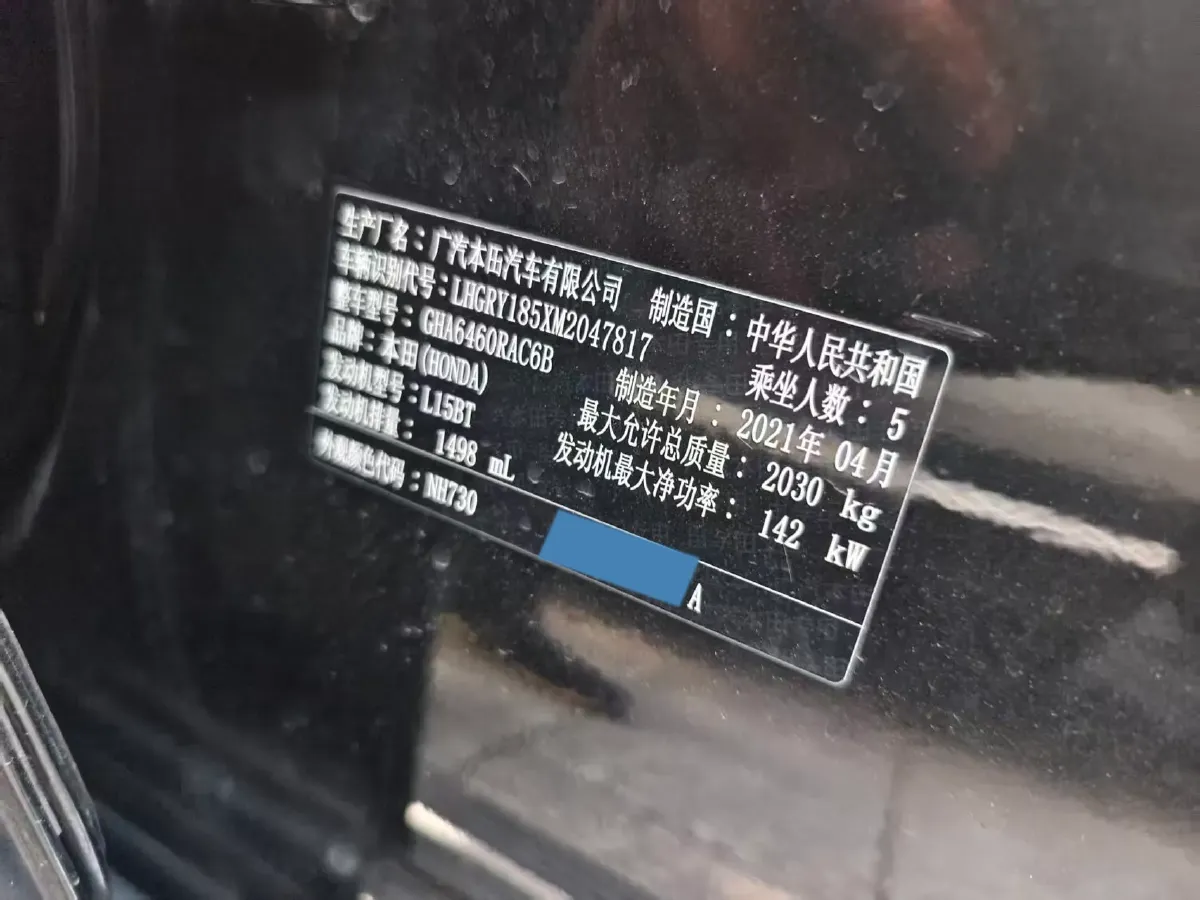 生产厂名：广汽本田汽车有限公司 制造国：中华人民共和国
车辆识别代号：LHGRY185XM2047817 乘坐人数：5
整车型号：GHA6460RAC6B 制造年月：2021年 04月
品牌：本田(HONDA) 最大允许总质量：2030 kg
发动机型号：L15BT 发动机最大净功率：142 kW
发动机排量：1498 mL
外观颜色代码：NH730 A